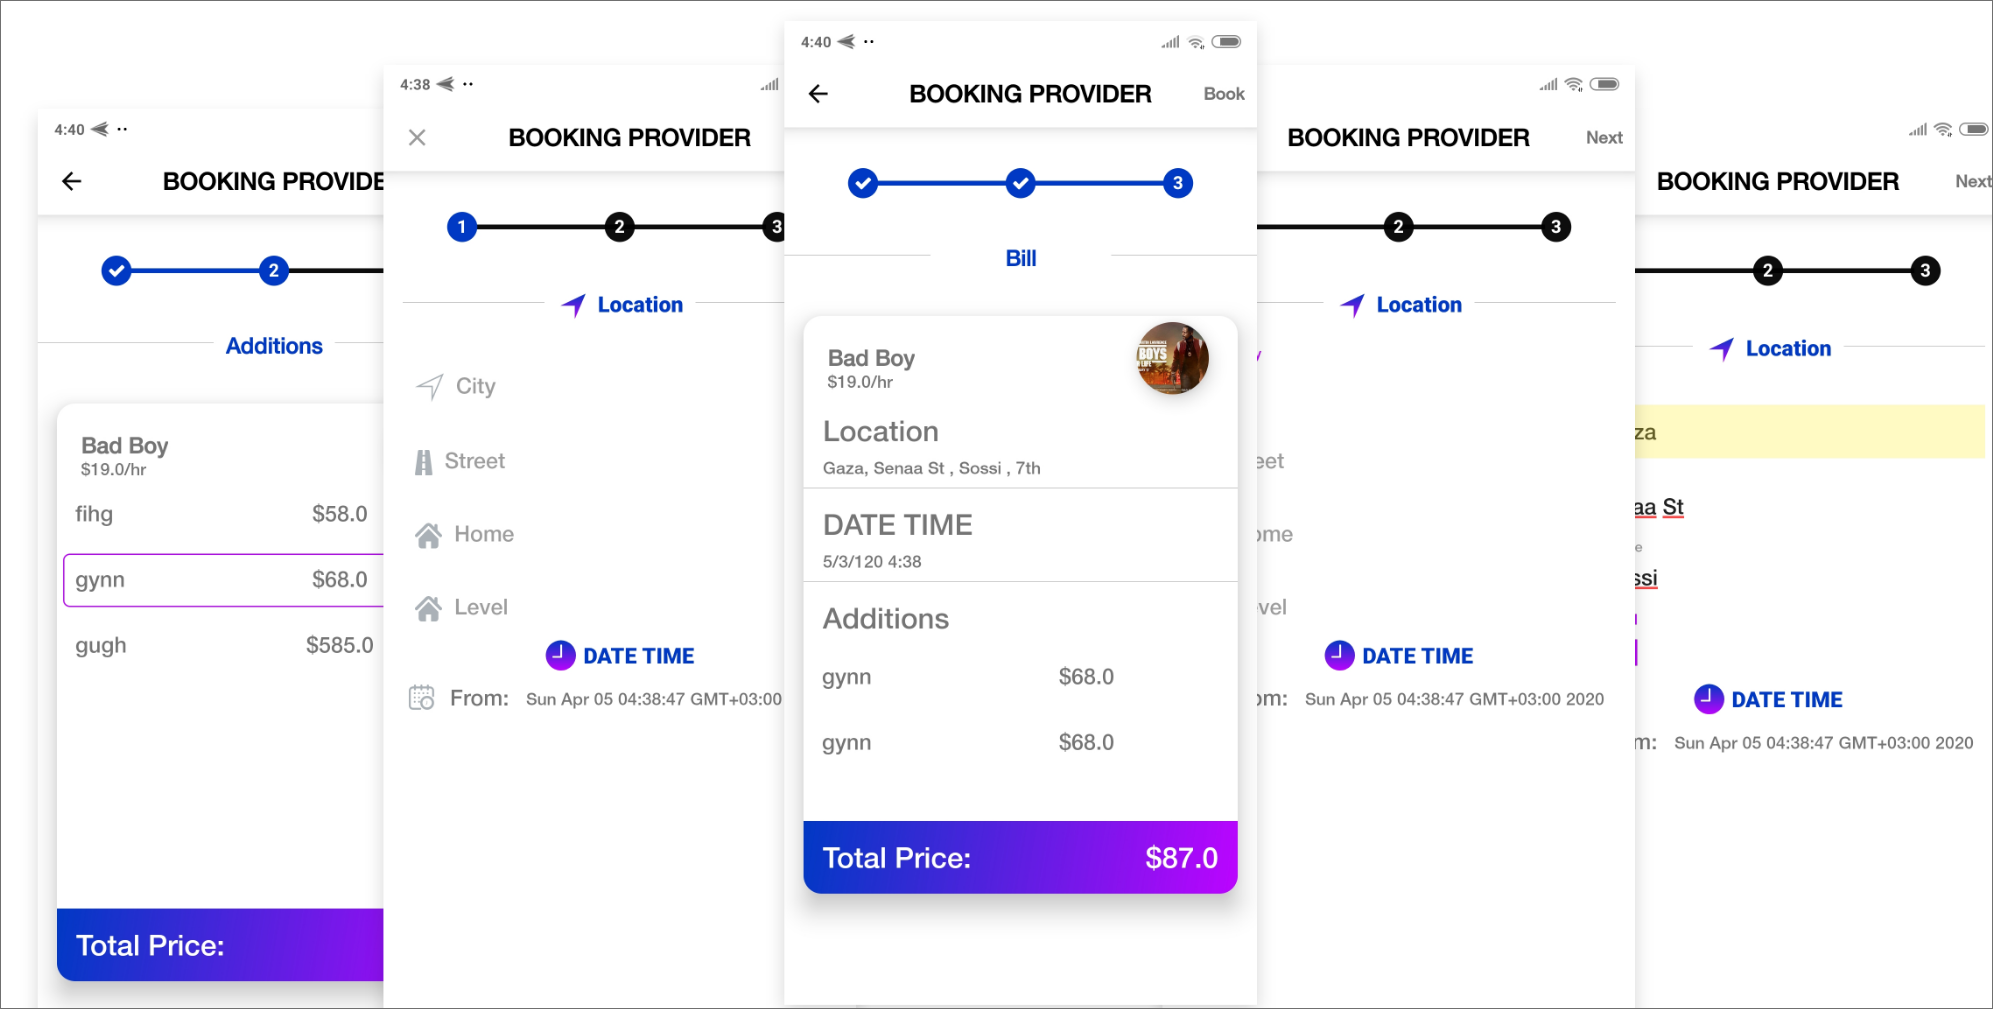 4:40
BOOKING PROVIDE
2
Additions
Bad Boy
$19.0/hr
fihg $58.0
gynn $68.0
gugh $585.0
Total Price:
4:38
BOOKING PROVIDER
1 2 3
Location
City
Street
Home
Level
DATE TIME
From: Sun Apr 05 04:38:47 GMT+03:00
4:40
BOOKING PROVIDER Book
3
Bill
Bad Boy
$19.0/hr
BOYS
Location
Gaza, Senaa St , Sossi , 7th
DATE TIME
5/3/120 4:38
Additions
gynn $68.0
gynn $68.0
Total Price: $87.0
BOOKING PROVIDER Next
2 3
Location
eet
ome
vel
DATE TIME
om: Sun Apr 05 04:38:47 GMT+03:00 2020
BOOKING PROVIDER Next
2 3
Location
za
aa St
e
ssi
DATE TIME
m: Sun Apr 05 04:38:47 GMT+03:00 2020